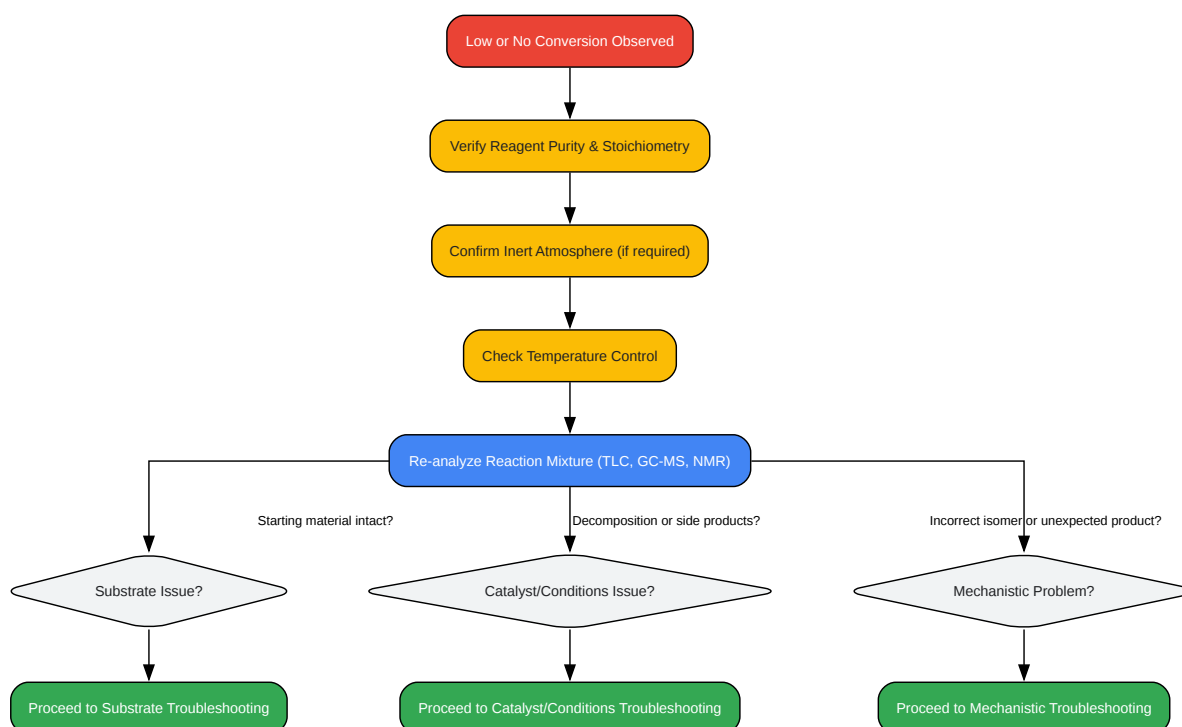 Low or No Conversion Observed
Verify Reagent Purity & Stoichiometry
Confirm Inert Atmosphere (if required)
Check Temperature Control
Re-analyze Reaction Mixture (TLC, GC-MS, NMR)
Starting material intact?
Decomposition or side products?
Incorrect isomer or unexpected product?
Substrate Issue?
Catalyst/Conditions Issue?
Mechanistic Problem?
Proceed to Substrate Troubleshooting
Proceed to Catalyst/Conditions Troubleshooting
Proceed to Mechanistic Troubleshooting